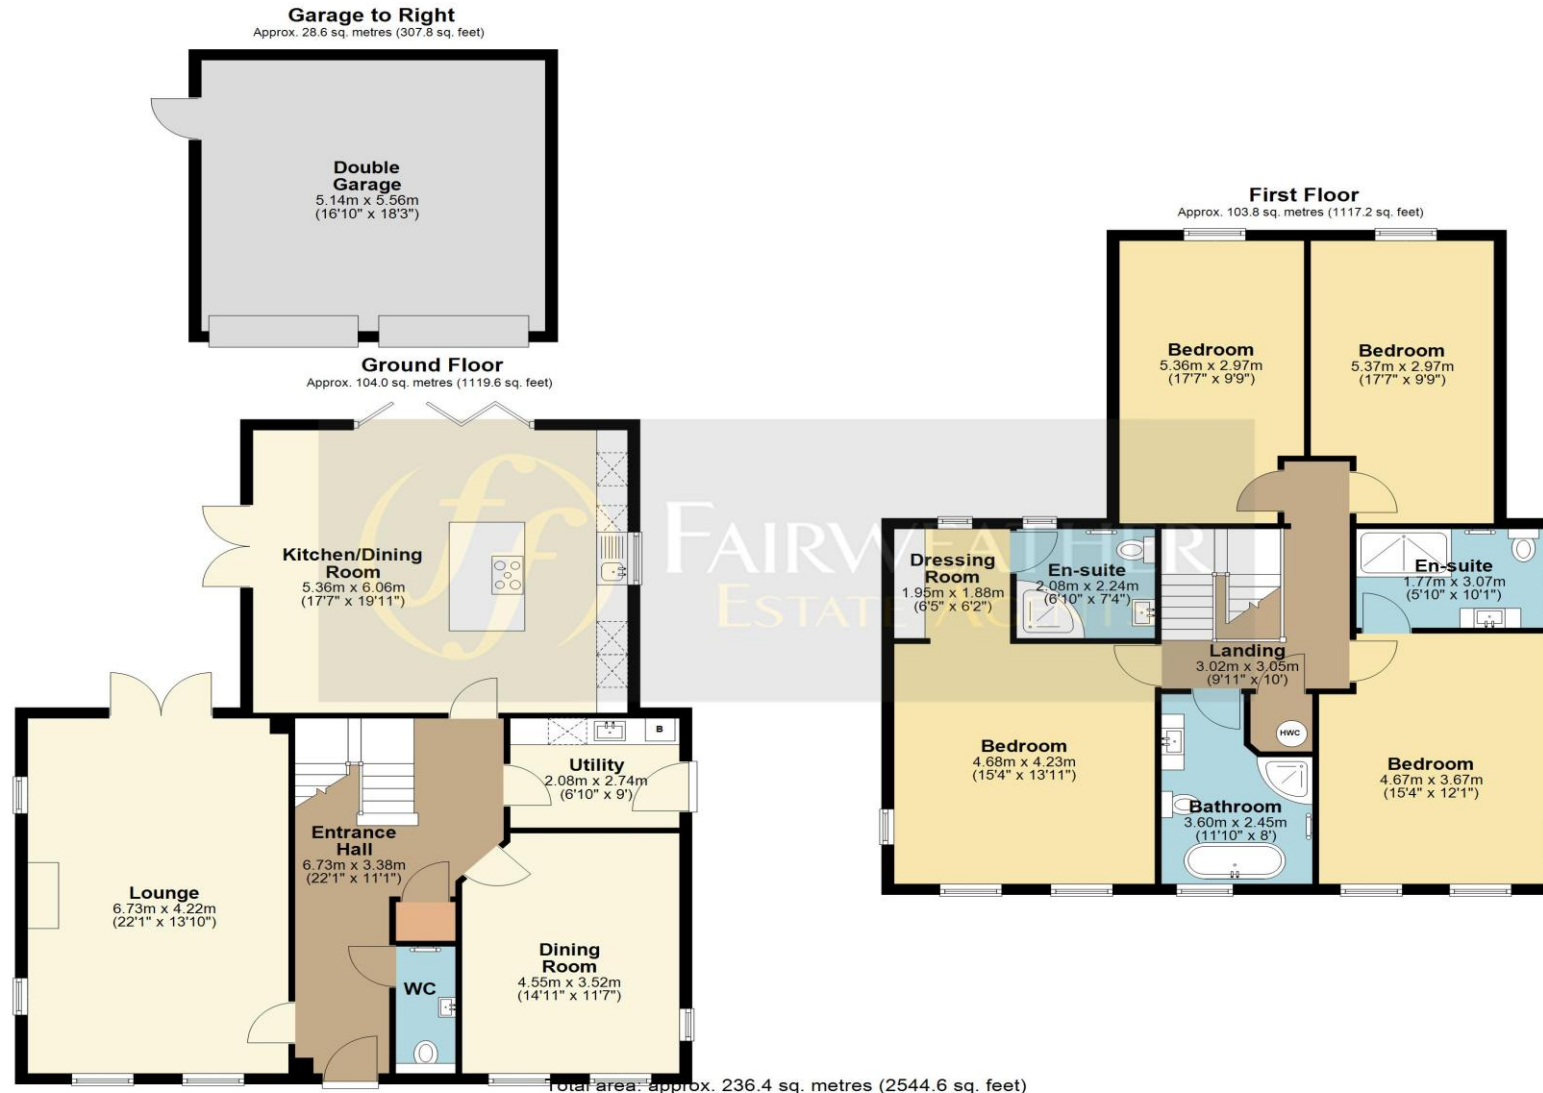 Garage to Right
Approx. 28.6 sq. metres (307.8 sq. feet)
Double
Garage
5.14m x 5.56m
(16'10" x 18'3")
Ground Floor
Approx. 104.0 sq. metres (1119.6 sq. feet)
Kitchen/Dining
Room
5.36m x 6.06m
(17'7" x 19'11")
Utility
2.08m x 2.74m
(6'10" x 9')
B
Entrance
Hall
6.73m x 3.38m
(22'1" x 11'1")
Lounge
6.73m x 4.22m
(22'1" x 13'10")
Dining
Room
4.55m x 3.52m
(14'11" x 11'7")
WC
First Floor
Approx. 103.8 sq. metres (1117.2 sq. feet)
Bedroom
5.36m x 2.97m
(17'7" x 9'9")
Bedroom
5.37m x 2.97m
(17'7" x 9'9")
Dressing
Room
1.95m x 1.88m
(6'5" x 6'2")
En-suite
2.08m x 2.24m
(6'10" x 7'4")
En-suite
1.77m x 3.07m
(5'10" x 10'1")
Landing
3.02m x 3.05m
(9'11" x 10')
HWC
Bedroom
4.68m x 4.23m
(15'4" x 13'11")
Bathroom
3.60m x 2.45m
(11'10" x 8')
Bedroom
4.67m x 3.67m
(15'4" x 12'1")
ff
FAIRWEATHER
ESTATE AGENTS
Total area: approx. 236.4 sq. metres (2544.6 sq. feet)